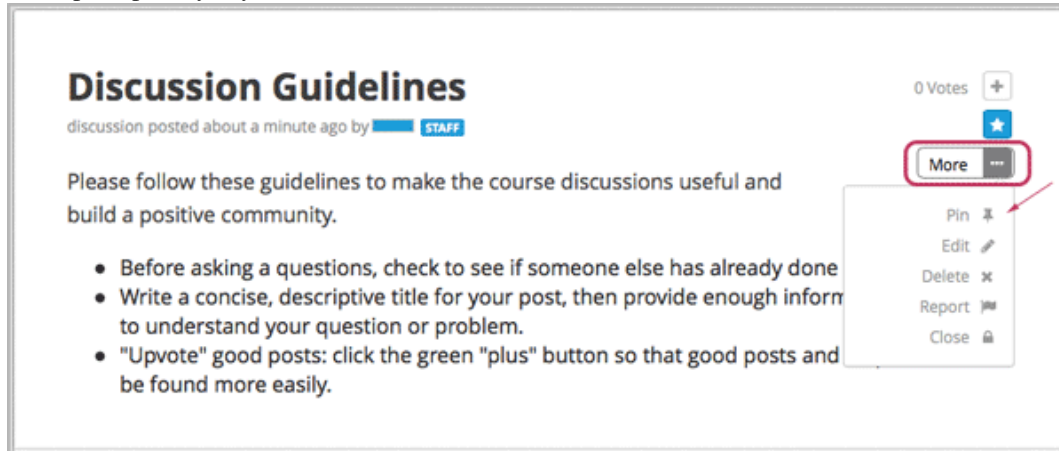 Discussion Guidelines
0 Votes
discussion posted about a minute ago by STAFF
More
Please follow these guidelines to make the course discussions useful and
build a positive community.
Pin
Edit
Delete
Report
Close
● Before asking a questions, check to see if someone else has already done
● Write a concise, descriptive title for your post, then provide enough inform
to understand your question or problem.
● "Upvote" good posts: click the green "plus" button so that good posts and
be found more easily.